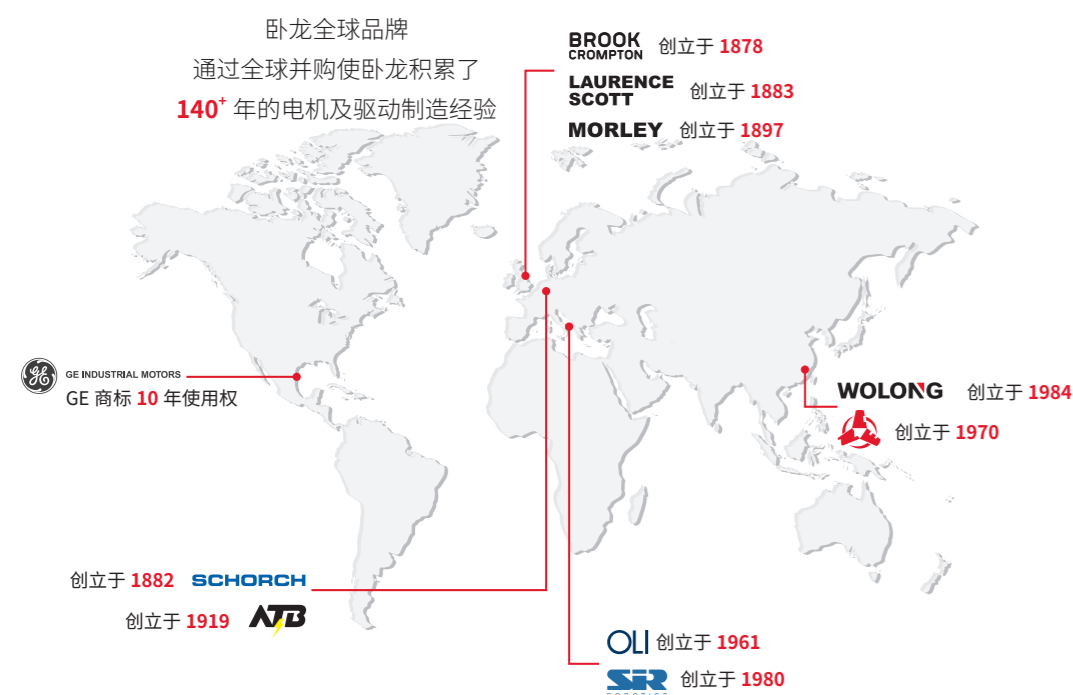 卧龙全球品牌
通过全球并购使卧龙积累了
140+ 年的电机及驱动制造经验
BROOK
CROMPTON
创立于 1878
LAURENCE
SCOTT
创立于 1883
MORLEY 创立于 1897
GE INDUSTRIAL MOTORS
GE 商标 10 年使用权
WOLONG 创立于 1984
创立于 1970
创立于 1882 SCHORCH
创立于 1919 ATB
OLI 创立于 1961
SIR 创立于 1980